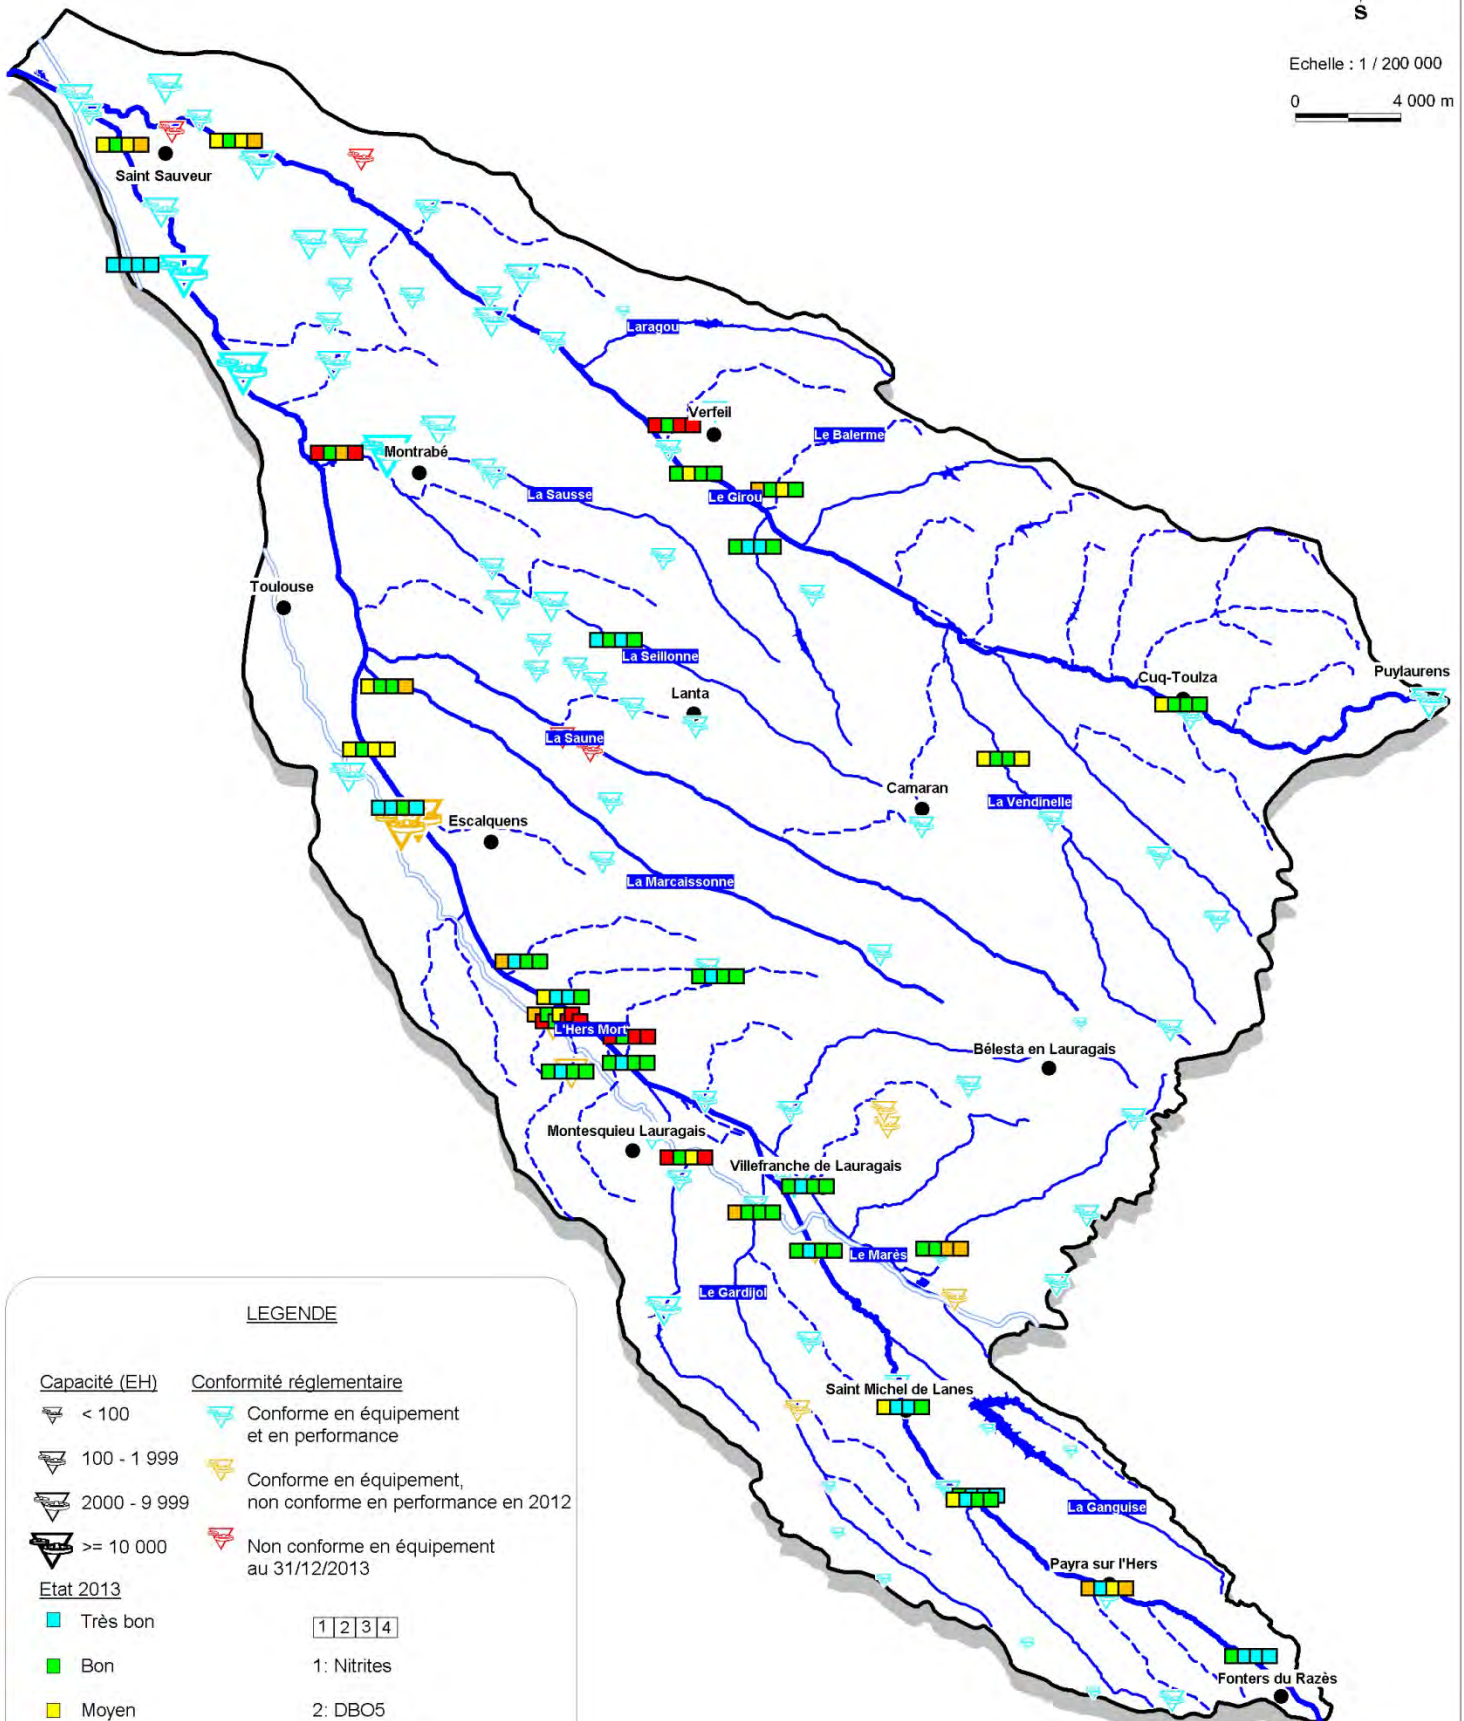 S
Echelle : 1 / 200 000
0 4 000 m
Saint Sauveur
Laragou
Verfeil
Le Balerme
Montrabé
La Sausse
Le Girou
Toulouse
La Seillonne
Lanta
Cuq-Toulza
Puylaurens
La Saune
Camaran
La Vendinelle
Escalquens
La Marcaissonne
L'Hers Mort
Bélesta en Lauragais
Montesquieu Lauragais
Villefranche de Lauragais
Le Marès
Le Gardijol
Saint Michel de Lanes
La Ganguise
Payra sur l'Hers
Fonters du Razès
LEGENDE
Capacité (EH)
< 100
100 - 1 999
2000 - 9 999
>= 10 000
Conformité réglementaire
Conforme en équipement
et en performance
Conforme en équipement,
non conforme en performance en 2012
Non conforme en équipement
au 31/12/2013
Etat 2013
Très bon
Bon
Moyen
1 2 3 4
1: Nitrites
2: DBO5